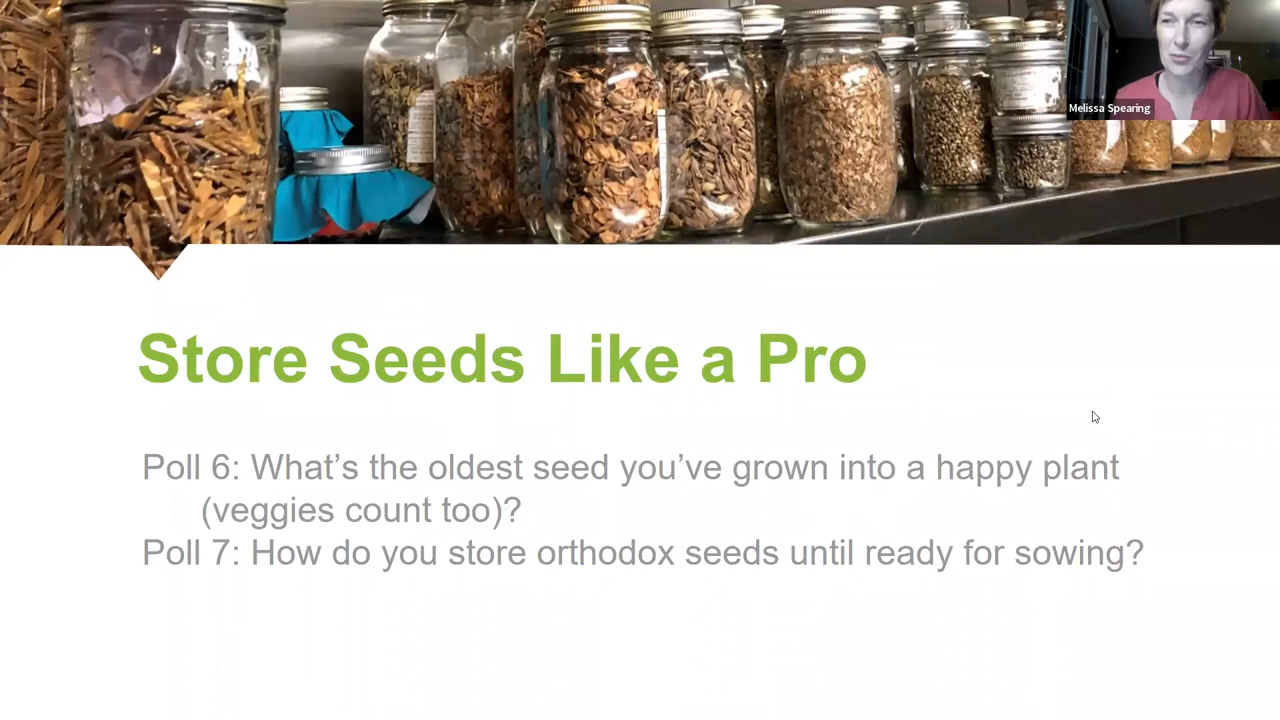 Melissa Spearing
Store Seeds Like a Pro
Poll 6: What’s the oldest seed you’ve grown into a happy plant
(veggies count too)?
Poll 7: How do you store orthodox seeds until ready for sowing?